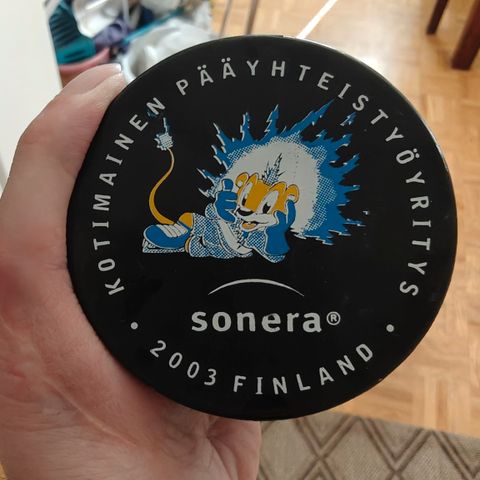 KOTIMAINEN PÄÄYHTEISTYÖYRITYS
sonera®
• 2003 FINLAND •